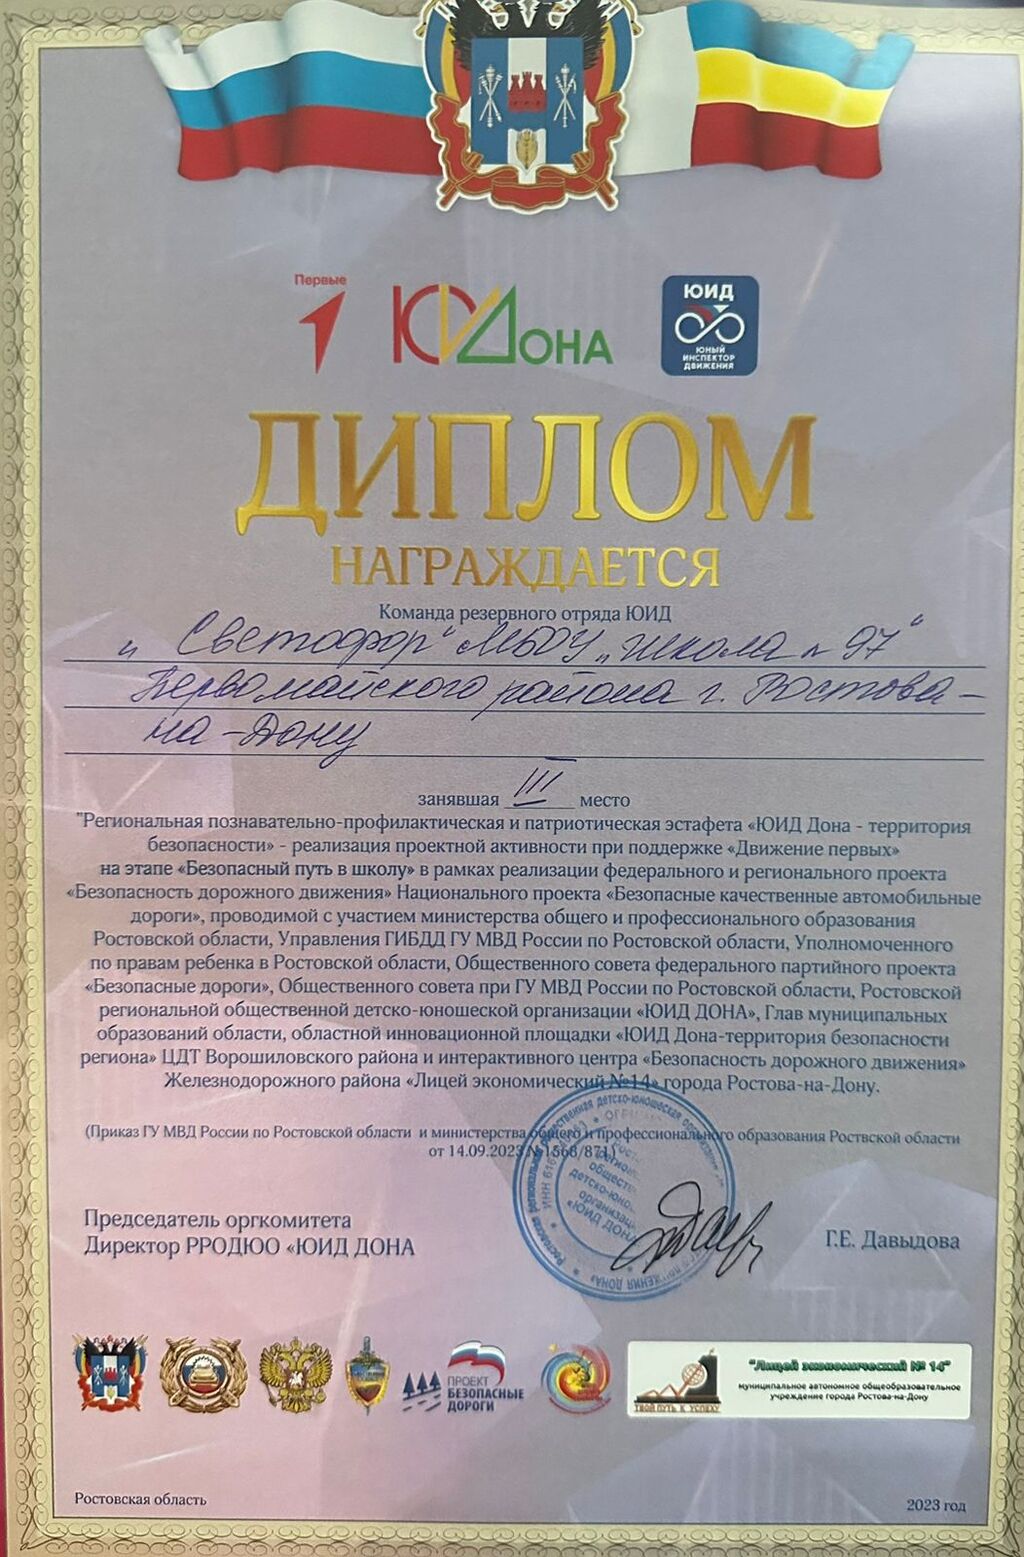 Первые
ЮИДОНА
ЮИД
ЮНЫЙ
ИНСПЕКТОР
ДВИЖЕНИЯ
ДИПЛОМ
НАГРАЖДАЕТСЯ
Команда резервного отряда ЮИД
"Светофор" МБОУ "Школа № 97"
Первомайского района г. Ростова-
на-Дону
занявшая III место
"Региональная познавательно-профилактическая и патриотическая эстафета «ЮИД Дона - территория
безопасности» - реализация проектной активности при поддержке «Движение первых»
на этапе «Безопасный путь в школу» в рамках реализации федерального и регионального проекта
«Безопасность дорожного движения» Национального проекта «Безопасные качественные автомобильные
дороги», проводимой с участием министерства общего и профессионального образования
Ростовской области, Управления ГИБДД ГУ МВД России по Ростовской области, Уполномоченного
по правам ребенка в Ростовской области, Общественного совета федерального партийного проекта
«Безопасные дороги», Общественного совета при ГУ МВД России по Ростовской области, Ростовской
региональной общественной детско-юношеской организации «ЮИД ДОНА», Глав муниципальных
образований области, областной инновационной площадки «ЮИД Дона-территория безопасности
региона» ЦДТ Ворошиловского района и интерактивного центра «Безопасность дорожного движения»
Железнодорожного района «Лицей экономический №14» города Ростова-на-Дону.
(Приказ ГУ МВД России по Ростовской области и министерства общего и профессионального образования Роствской области
от 14.09.2023 № 1566/871)
Председатель оргкомитета
Директор РРОДЮО «ЮИД ДОНА
Г.Е. Давыдова
ПРОЕКТ
БЕЗОПАСНЫЕ
ДОРОГИ
ТВОЙ ПУТЬ К УСПЕХУ
"Лицей экономический № 14"
муниципальное автономное общеобразовательное
учреждение города Ростова-на-Дону
Ростовская область
2023 год